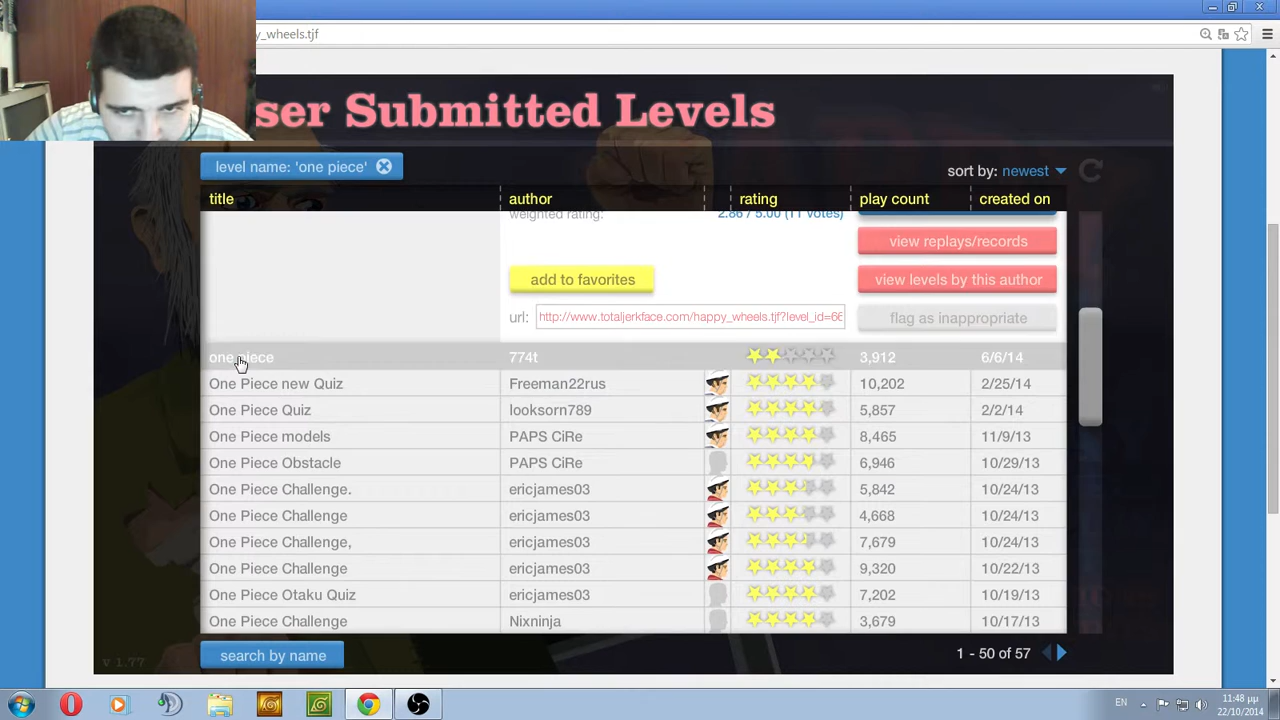 y_wheels.tjf
ser Submitted Levels
level name: 'one piece'
sort by: newest
title author rating play count created on
weighted rating: 2.86 / 5.00 (11 votes)
view replays/records
add to favorites
view levels by this author
url: http://www.totaljerkface.com/happy_wheels.tjf?level_id=66
flag as inappropriate
one piece 774t 3,912 6/6/14
One Piece new Quiz Freeman22rus 10,202 2/25/14
One Piece Quiz looksorn789 5,857 2/2/14
One Piece models PAPS CiRe 8,465 11/9/13
One Piece Obstacle PAPS CiRe 6,946 10/29/13
One Piece Challenge. ericjames03 5,842 10/24/13
One Piece Challenge ericjames03 4,668 10/24/13
One Piece Challenge, ericjames03 7,679 10/24/13
One Piece Challenge ericjames03 9,320 10/22/13
One Piece Otaku Quiz ericjames03 7,202 10/19/13
One Piece Challenge Nixninja 3,679 10/17/13
search by name
1 - 50 of 57
v 1.77
EN
11:48 μμ
22/10/2014